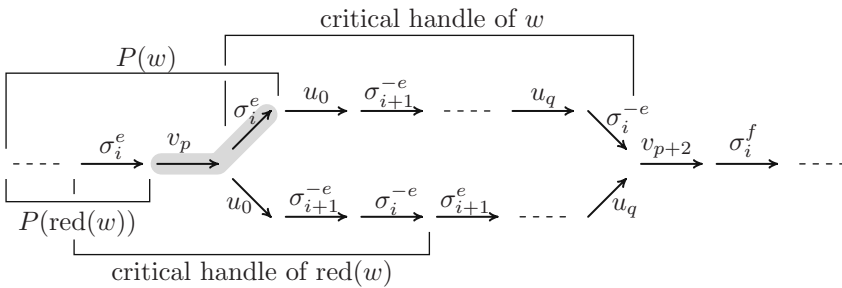 critical handle of w
P(w)
σ_i^e u_0 σ_{i+1}^{-e} u_q σ_i^{-e}
σ_i^e v_p v_{p+2} σ_i^f
u_0 σ_{i+1}^{-e} σ_i^{-e} σ_{i+1}^e u_q
P(red(w))
critical handle of red(w)